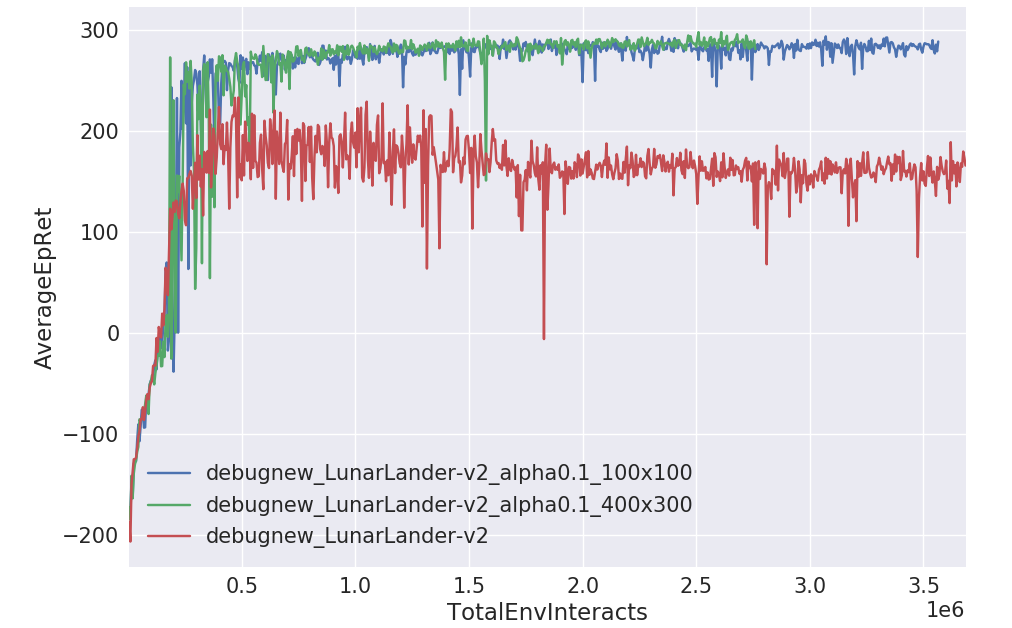 300
200
100
0
−100
−200
AverageEpRet
debugnew_LunarLander-v2_alpha0.1_100x100
debugnew_LunarLander-v2_alpha0.1_400x300
debugnew_LunarLander-v2
0.5 1.0 1.5 2.0 2.5 3.0 3.5
1e6
TotalEnvInteracts